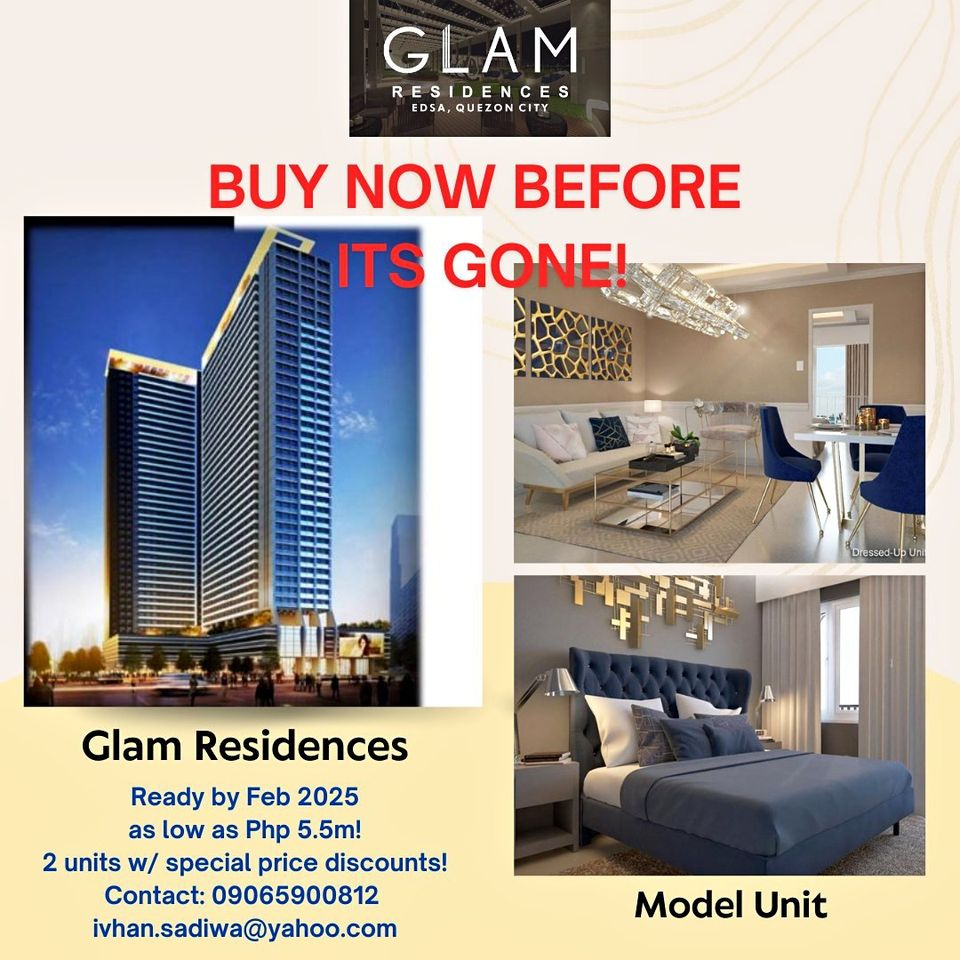 GLAM
RESIDENCES
EDSA, QUEZON CITY
BUY NOW BEFORE
ITS GONE!
Dressed-Up Unit
Glam Residences
Ready by Feb 2025
as low as Php 5.5m!
2 units w/ special price discounts!
Contact: 09065900812
ivhan.sadiwa@yahoo.com
Model Unit